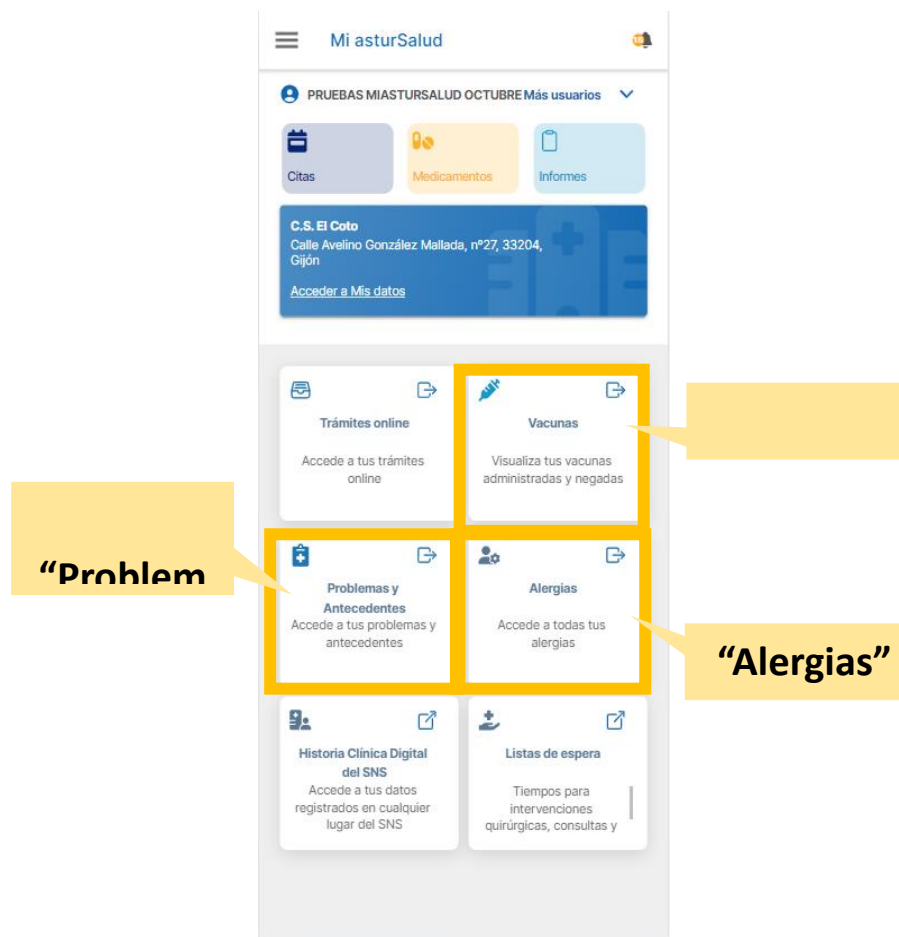 Mi asturSalud
PRUEBAS MIASTURSALUD OCTUBRE Más usuarios
Citas
Medicamentos
Informes
C.S. El Coto
Calle Avelino González Mallada, nº27, 33204,
Gijón
Acceder a Mis datos
Trámites online
Accede a tus trámites
online
Vacunas
Visualiza tus vacunas
administradas y negadas
“Problem
Problemas y
Antecedentes
Accede a tus problemas y
antecedentes
Alergias
Accede a todas tus
alergias
“Alergias”
Historia Clínica Digital
del SNS
Accede a tus datos
registrados en cualquier
lugar del SNS
Listas de espera
Tiempos para
intervenciones
quirúrgicas, consultas y